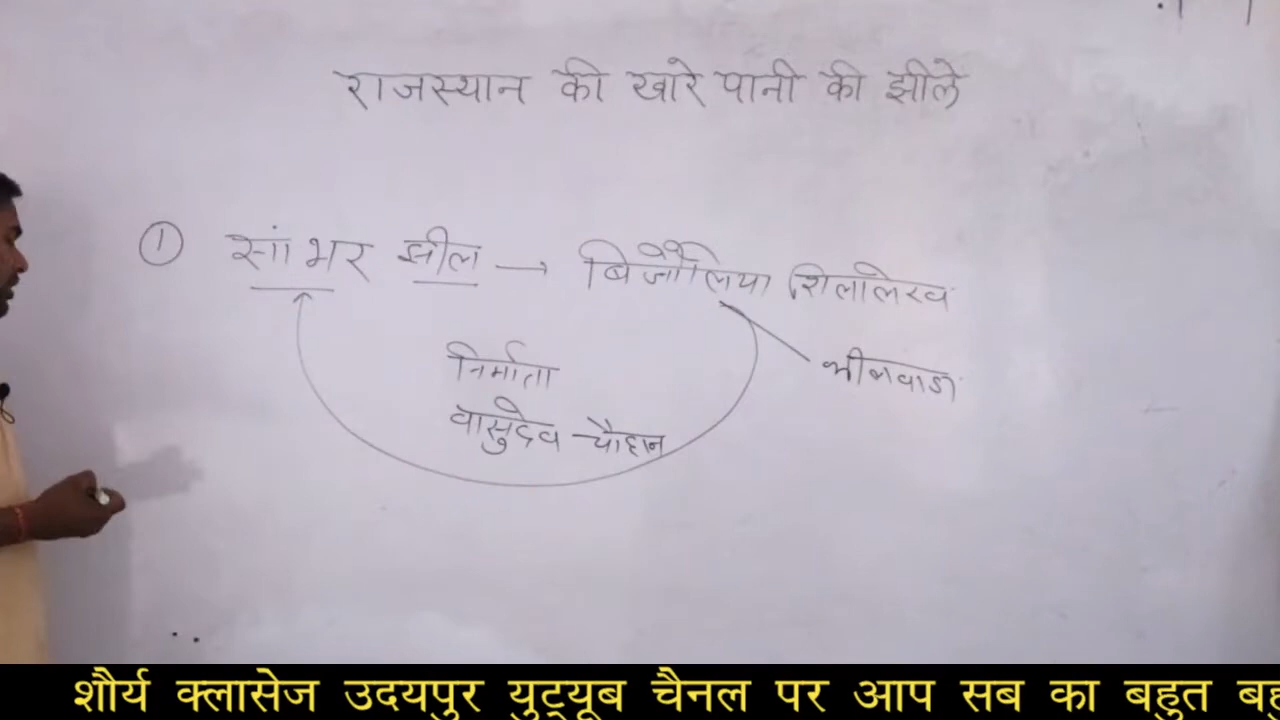 राजस्थान की खारे पानी की झीले
① सांभर झील → बिजौलिया शिलालेख
भीलवाडा
निर्माता
वासुदेव चौहान
शौर्य क्लासेज उदयपुर युट्यूब चैनल पर आप सब का बहुत